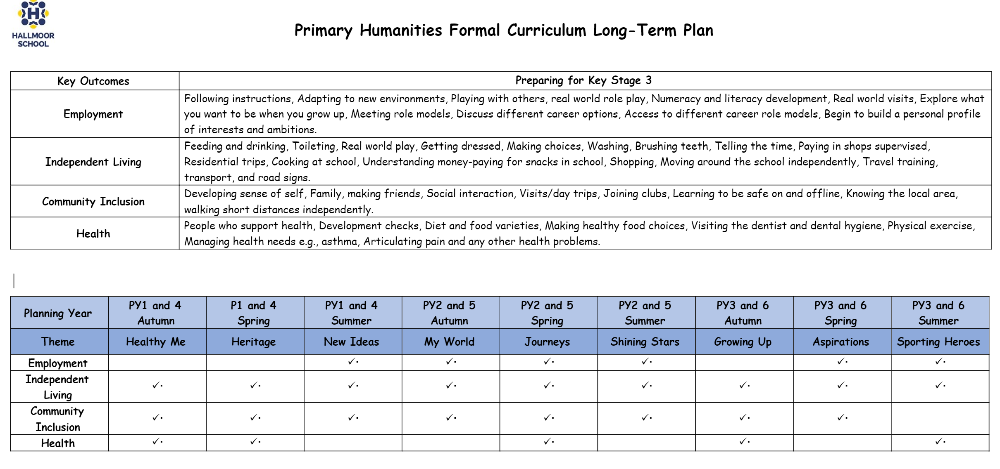 HALLMOOR
SCHOOL
Primary Humanities Formal Curriculum Long-Term Plan
Key Outcomes
Preparing for Key Stage 3
Employment
Following instructions, Adapting to new environments, Playing with others, real world role play, Numeracy and literacy development, Real world visits, Explore what
you want to be when you grow up, Meeting role models, Discuss different career options, Access to different career role models, Begin to build a personal profile
of interests and ambitions.
Independent Living
Feeding and drinking, Toileting, Real world play, Getting dressed, Making choices, Washing, Brushing teeth, Telling the time, Paying in shops supervised,
Residential trips, Cooking at school, Understanding money-paying for snacks in school, Shopping, Moving around the school independently, Travel training,
transport, and road signs.
Community Inclusion
Developing sense of self, Family, making friends, Social interaction, Visits/day trips, Joining clubs, Learning to be safe on and offline, Knowing the local area,
walking short distances independently.
Health
People who support health, Development checks, Diet and food varieties, Making healthy food choices, Visiting the dentist and dental hygiene, Physical exercise,
Managing health needs e.g., asthma, Articulating pain and any other health problems.
Planning Year
PY1 and 4
Autumn
P1 and 4
Spring
PY1 and 4
Summer
PY2 and 5
Autumn
PY2 and 5
Spring
PY2 and 5
Summer
PY3 and 6
Autumn
PY3 and 6
Spring
PY3 and 6
Summer
Theme
Healthy Me
Heritage
New Ideas
My World
Journeys
Shining Stars
Growing Up
Aspirations
Sporting Heroes
Employment
✓· ✓· ✓· ✓· ✓· ✓·
Independent
Living
✓· ✓· ✓· ✓· ✓· ✓· ✓· ✓· ✓·
Community
Inclusion
✓· ✓· ✓· ✓· ✓· ✓· ✓· ✓·
Health
✓· ✓· ✓· ✓· ✓·